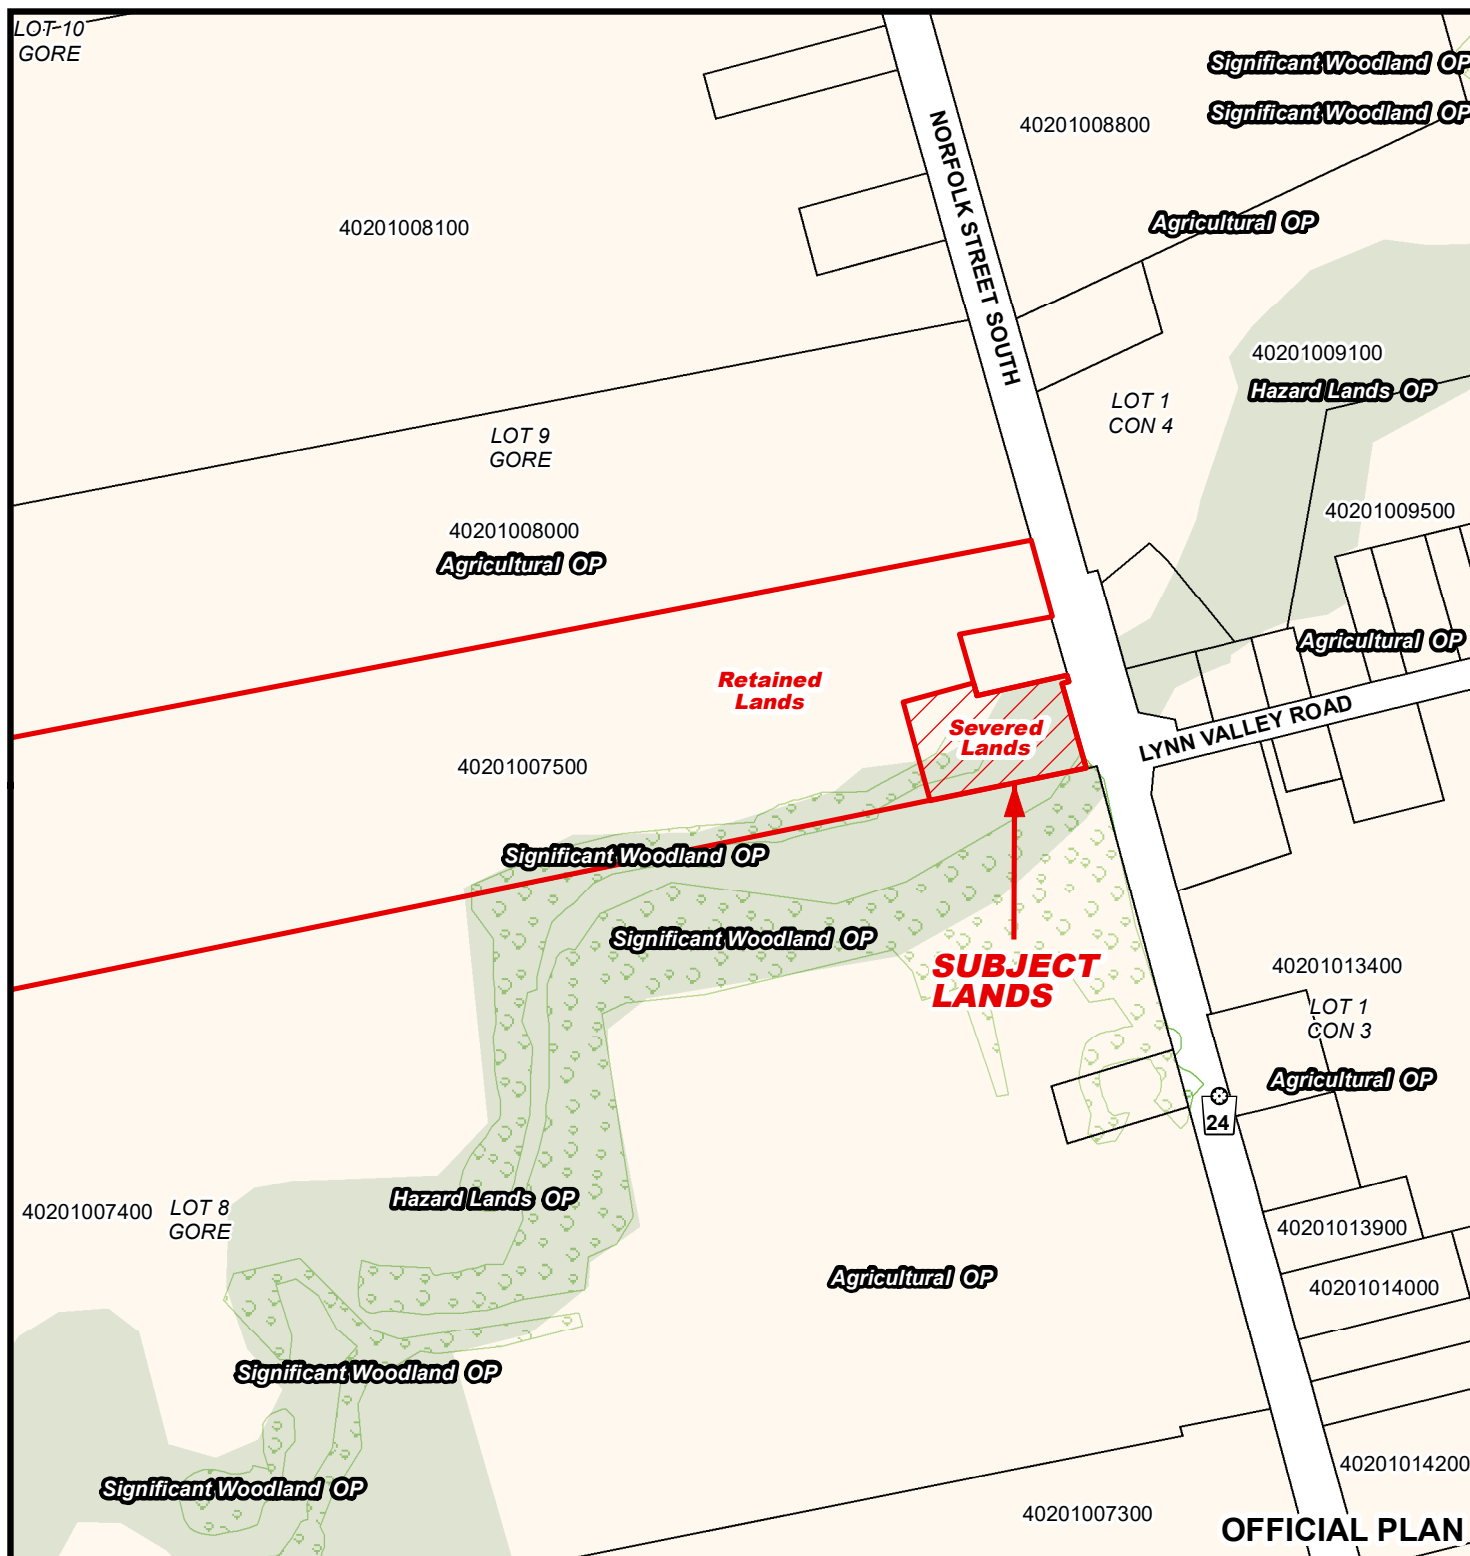 LOT 10
GORE
Significant Woodland OP
Significant Woodland OP
40201008800
NORFOLK STREET SOUTH
40201008100
Agricultural OP
40201009100
Hazard Lands OP
LOT 1
CON 4
LOT 9
GORE
40201009500
40201008000
Agricultural OP
Agricultural OP
Retained
Lands
Severed
Lands
LYNN VALLEY ROAD
40201007500
Significant Woodland OP
Significant Woodland OP
SUBJECT
LANDS
40201013400
LOT 1
CON 3
Agricultural OP
24
Hazard Lands OP
40201007400
LOT 8
GORE
40201013900
Agricultural OP
40201014000
Significant Woodland OP
40201014200
Significant Woodland OP
40201007300
OFFICIAL PLAN